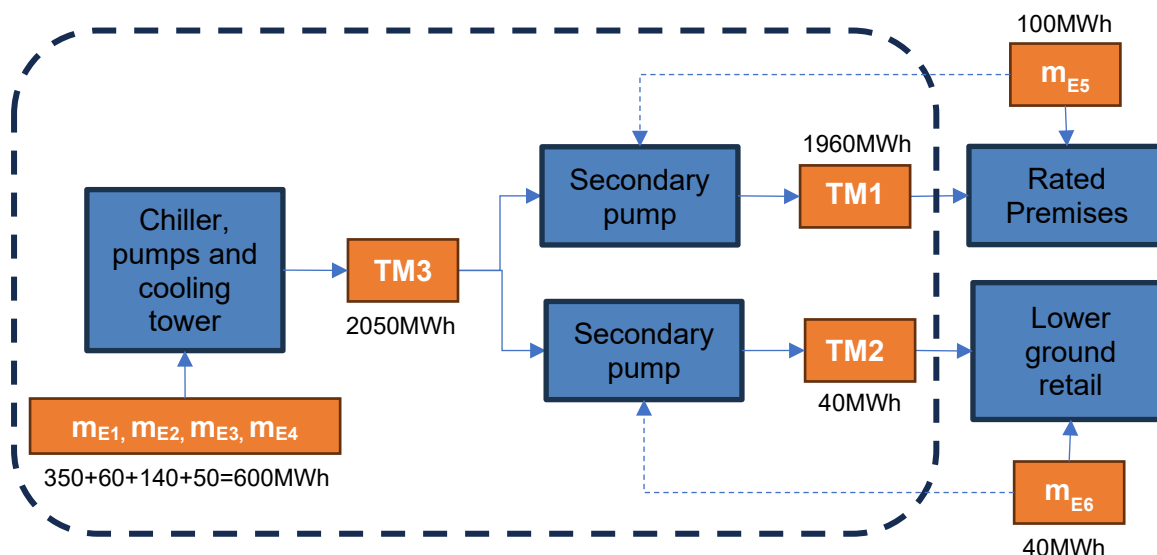 100MWh
mE5
1960MWh
Secondary
pump
TM1
Rated
Premises
Chiller,
pumps and
cooling
tower
TM3
2050MWh
Secondary
pump
TM2
40MWh
Lower
ground
retail
mE1, mE2, mE3, mE4
350+60+140+50=600MWh
mE6
40MWh